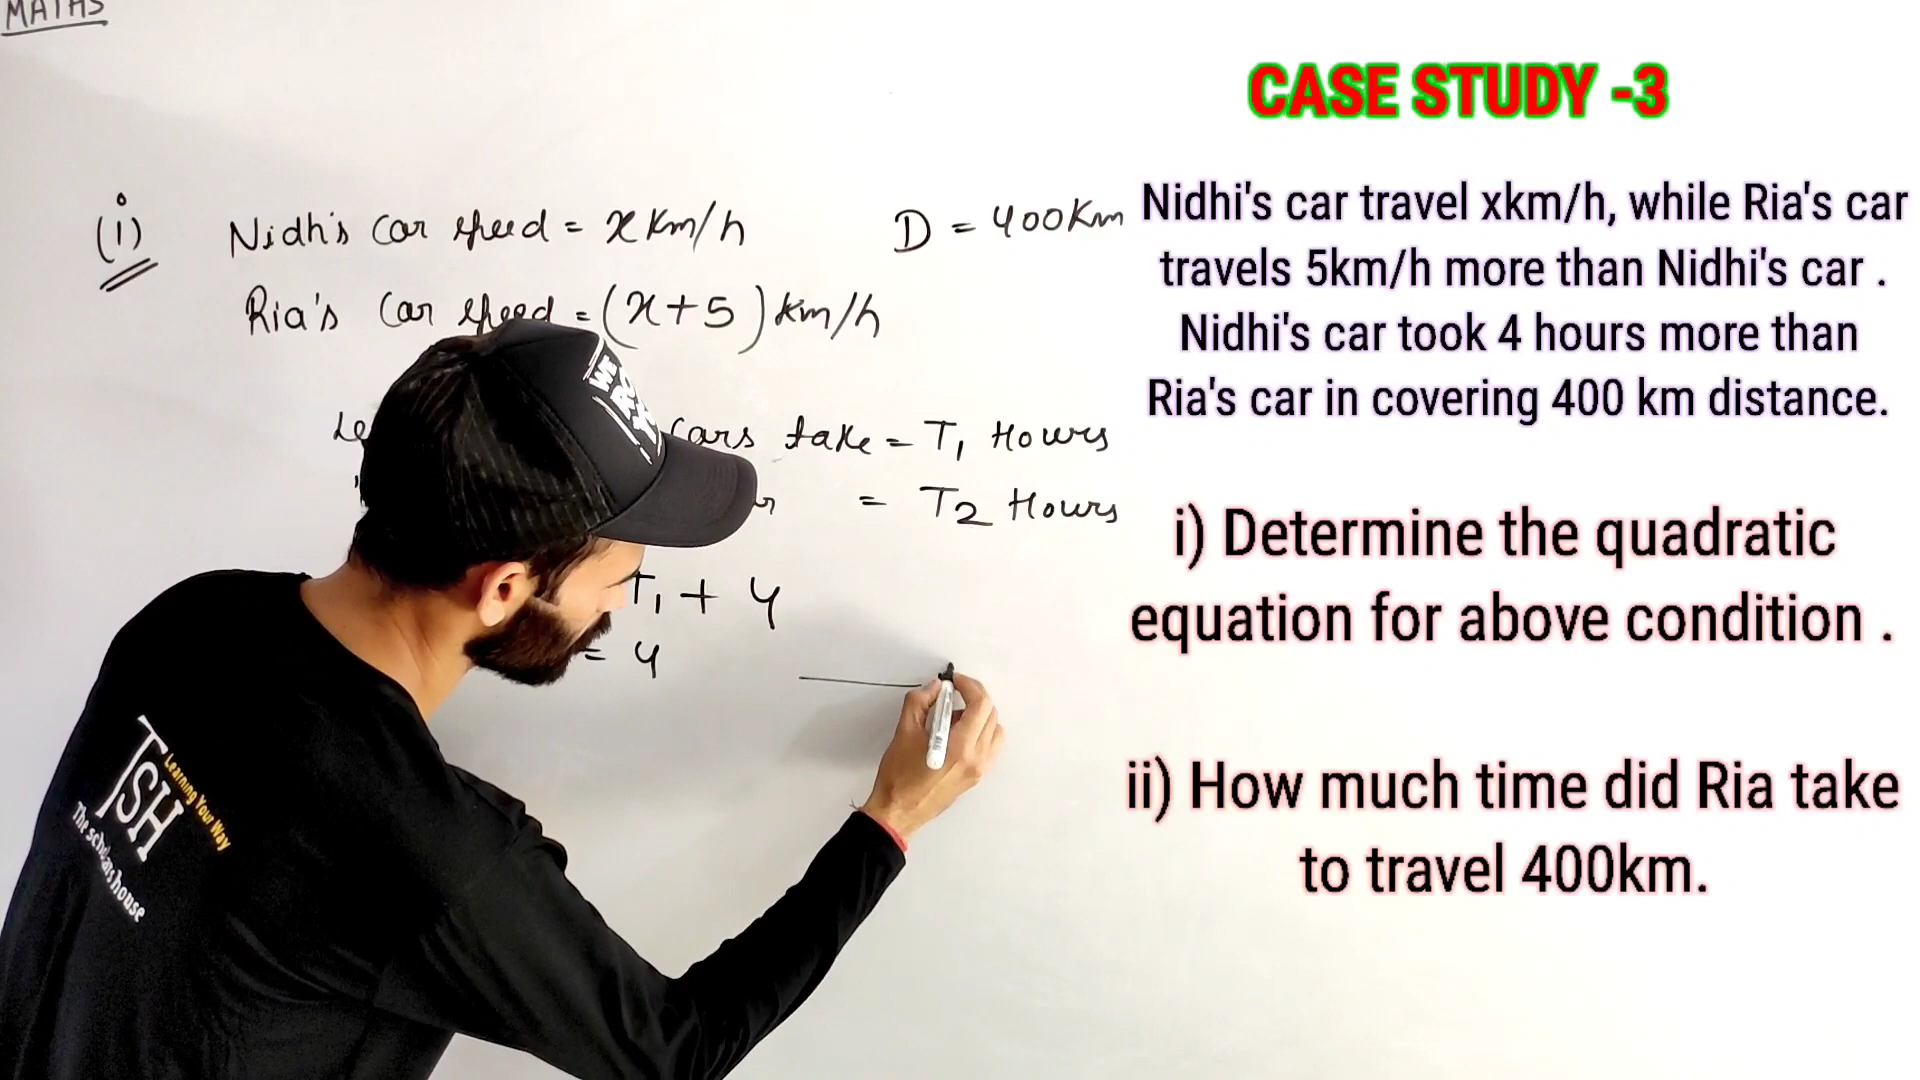 MATHS
(i) Nidh's car speed = x km/h D = 400Km
Ria's Car speed = (x+5) km/h
Le Cars take = T1 Hours
= T2 Hours
T1 + 4
= 4
CASE STUDY -3
Nidhi's car travel xkm/h, while Ria's car
travels 5km/h more than Nidhi's car .
Nidhi's car took 4 hours more than
Ria's car in covering 400 km distance.
i) Determine the quadratic
equation for above condition .
ii) How much time did Ria take
to travel 400km.
TSH
Learning Your Way
The scholars house